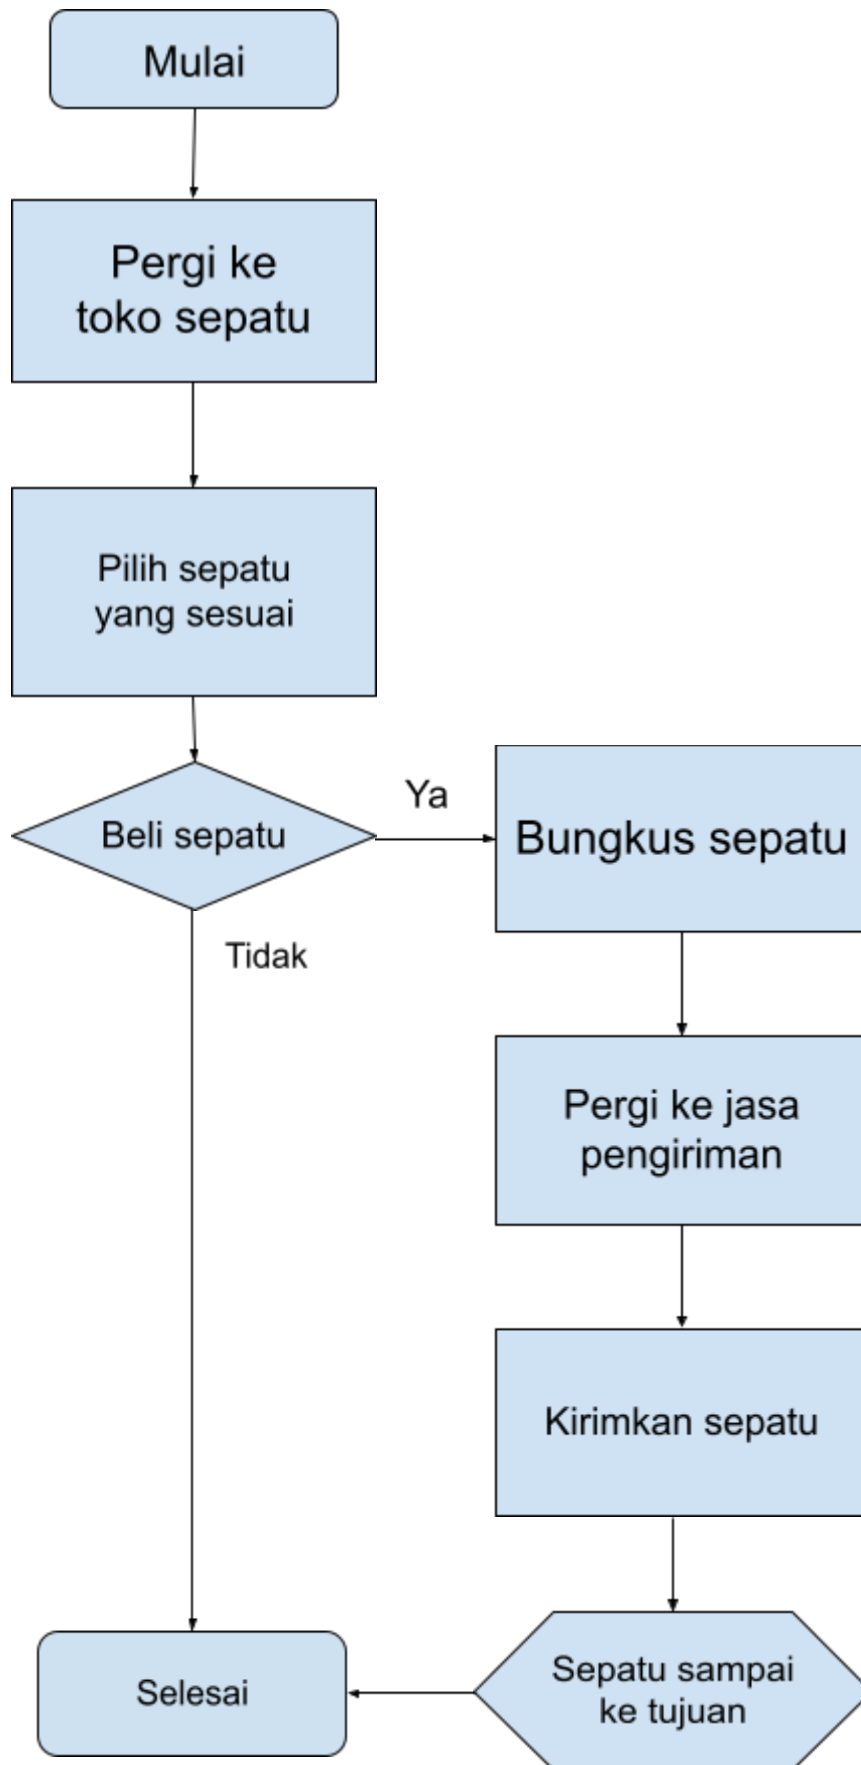 Mulai
Pergi ke
toko sepatu
Pilih sepatu
yang sesuai
Beli sepatu
Ya
Bungkus sepatu
Tidak
Pergi ke jasa
pengiriman
Kirimkan sepatu
Sepatu sampai
ke tujuan
Selesai